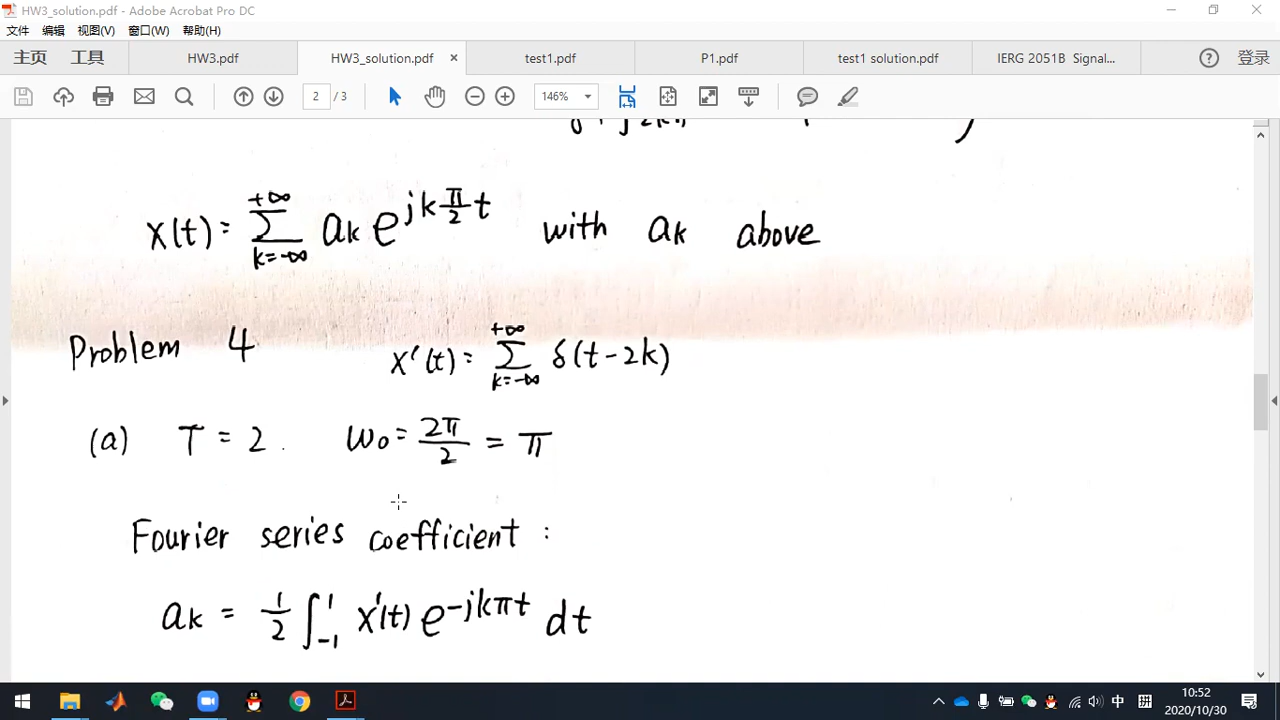 HW3_solution.pdf - Adobe Acrobat Pro DC
文件 编辑 视图(V) 窗口(W) 帮助(H)
主页 工具 HW3.pdf HW3_solution.pdf × test1.pdf P1.pdf test1 solution.pdf IERG 2051B Signal... 登录
2 / 3 146%
x(t) = ∑_{k=-∞}^{+∞} a_k e^{jk(π/2)t} with a_k above
Problem 4 x'(t) = ∑_{k=-∞}^{+∞} δ(t-2k)
(a) T = 2. ω_0 = 2π/2 = π
Fourier series coefficient :
a_k = 1/2 ∫_{-1}^{1} x'(t) e^{-jkπt} dt
中 拼 10:52
2020/10/30